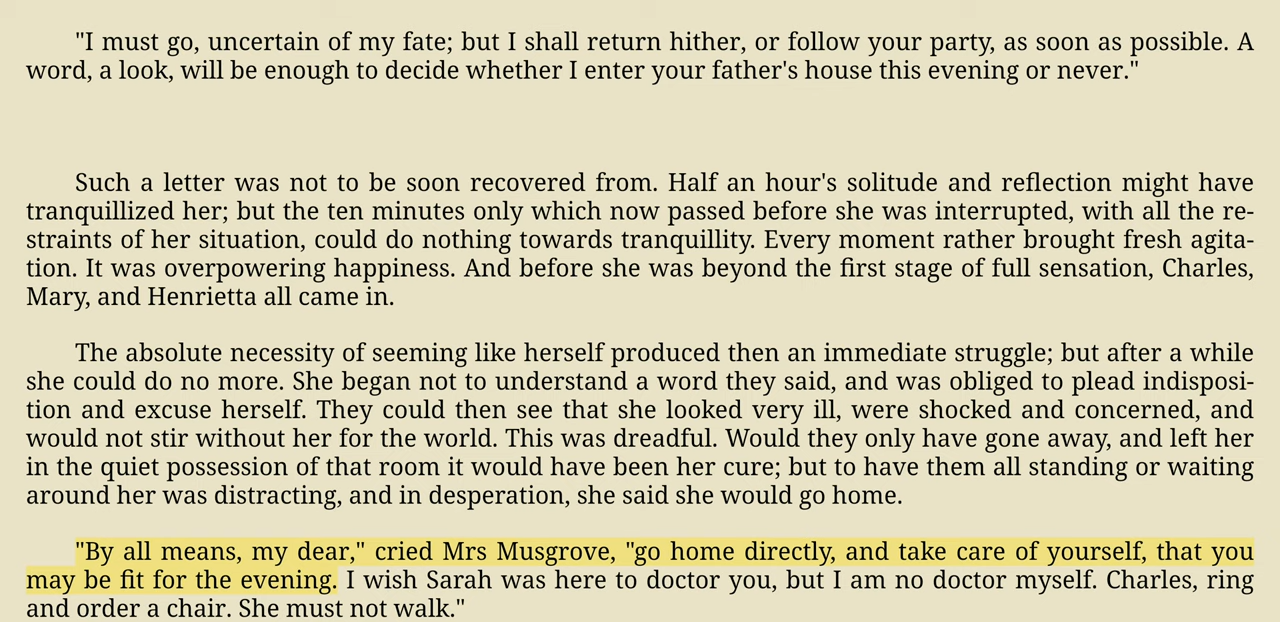 "I must go, uncertain of my fate; but I shall return hither, or follow your party, as soon as possible. A
word, a look, will be enough to decide whether I enter your father's house this evening or never."
Such a letter was not to be soon recovered from. Half an hour's solitude and reflection might have
tranquillized her; but the ten minutes only which now passed before she was interrupted, with all the re-
straints of her situation, could do nothing towards tranquillity. Every moment rather brought fresh agita-
tion. It was overpowering happiness. And before she was beyond the first stage of full sensation, Charles,
Mary, and Henrietta all came in.
The absolute necessity of seeming like herself produced then an immediate struggle; but after a while
she could do no more. She began not to understand a word they said, and was obliged to plead indisposi-
tion and excuse herself. They could then see that she looked very ill, were shocked and concerned, and
would not stir without her for the world. This was dreadful. Would they only have gone away, and left her
in the quiet possession of that room it would have been her cure; but to have them all standing or waiting
around her was distracting, and in desperation, she said she would go home.
"By all means, my dear," cried Mrs Musgrove, "go home directly, and take care of yourself, that you
may be fit for the evening. I wish Sarah was here to doctor you, but I am no doctor myself. Charles, ring
and order a chair. She must not walk."